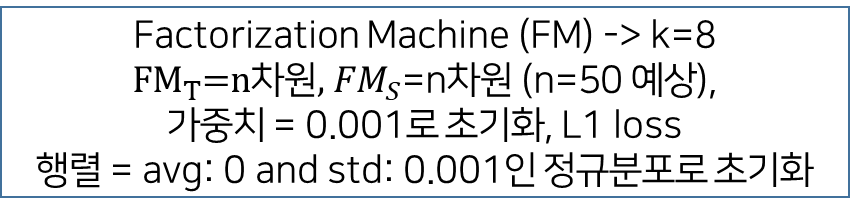 Factorization Machine (FM) -> k=8
FM_T=n차원, FM_S=n차원 (n=50 예상),
가중치 = 0.001로 초기화, L1 loss
행렬 = avg: 0 and std: 0.001인 정규분포로 초기화